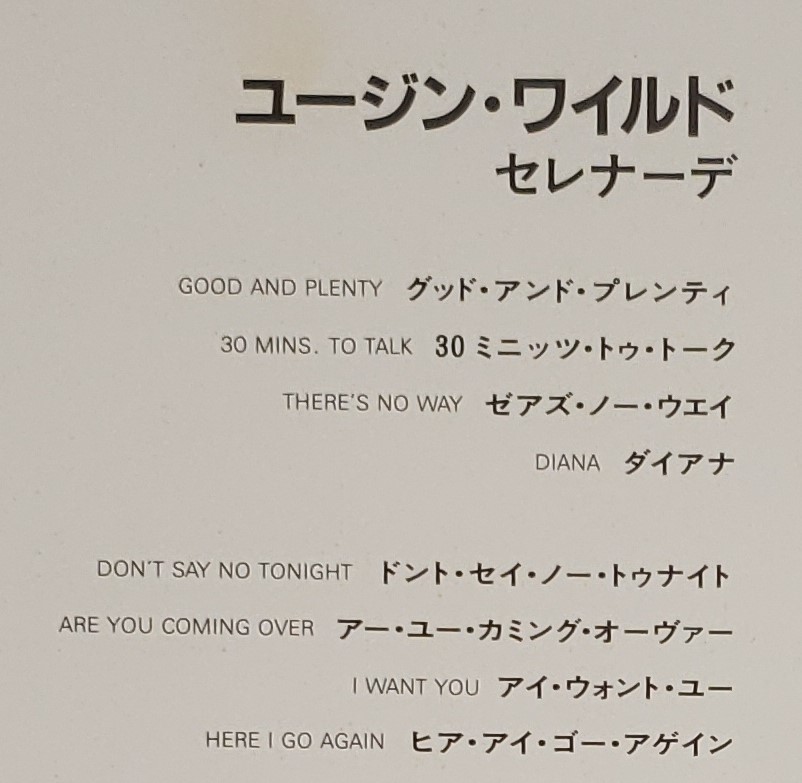 ユージン・ワイルド
セレナーデ
GOOD AND PLENTY グッド・アンド・プレンティ
30 MINS. TO TALK 30 ミニッツ・トゥ・トーク
THERE'S NO WAY ゼアズ・ノー・ウエイ
DIANA ダイアナ
DON'T SAY NO TONIGHT ドント・セイ・ノー・トゥナイト
ARE YOU COMING OVER アー・ユー・カミング・オーヴァー
I WANT YOU アイ・ウォント・ユー
HERE I GO AGAIN ヒア・アイ・ゴー・アゲイン